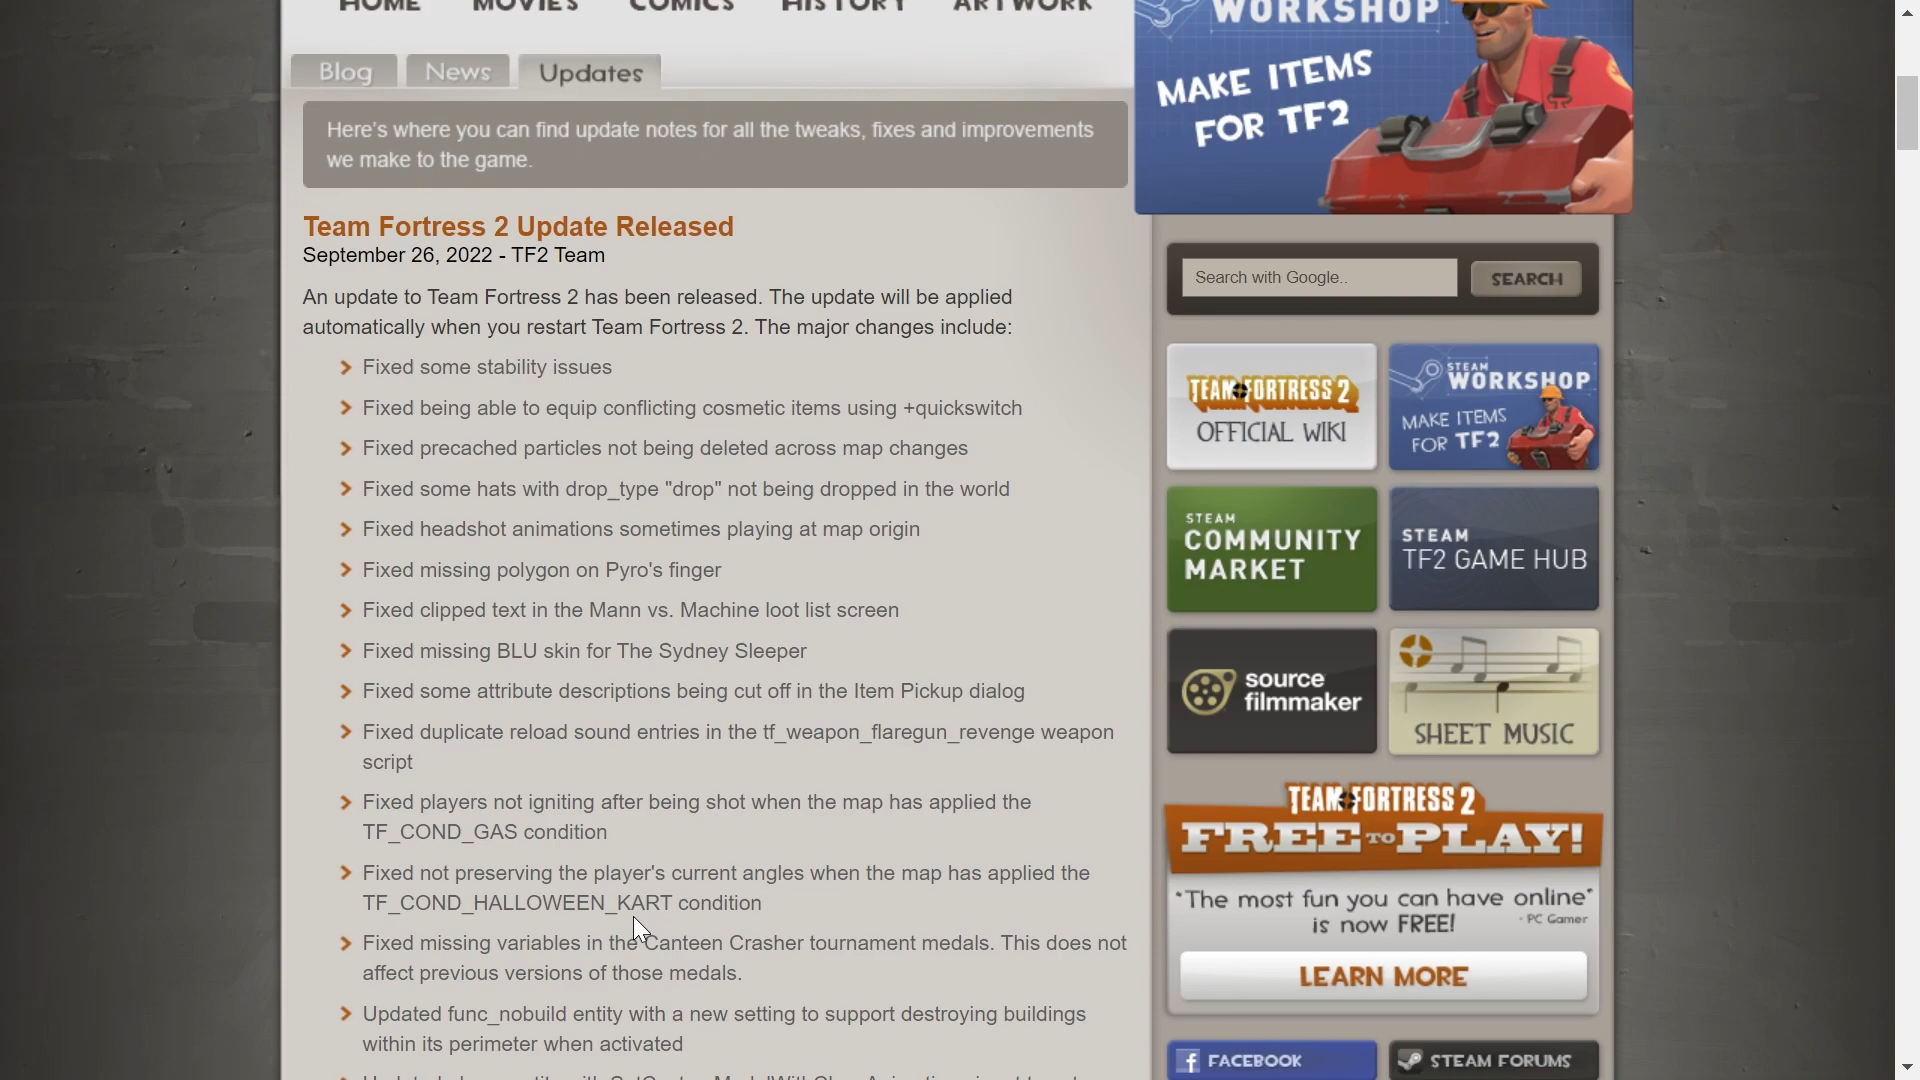 HOME MOVIES COMICS HISTORY ARTWORK
WORKSHOP
MAKE ITEMS
FOR TF2
Blog News Updates
Here's where you can find update notes for all the tweaks, fixes and improvements
we make to the game.
Team Fortress 2 Update Released
September 26, 2022 - TF2 Team
An update to Team Fortress 2 has been released. The update will be applied
automatically when you restart Team Fortress 2. The major changes include:
Fixed some stability issues
Fixed being able to equip conflicting cosmetic items using +quickswitch
Fixed precached particles not being deleted across map changes
Fixed some hats with drop_type "drop" not being dropped in the world
Fixed headshot animations sometimes playing at map origin
Fixed missing polygon on Pyro's finger
Fixed clipped text in the Mann vs. Machine loot list screen
Fixed missing BLU skin for The Sydney Sleeper
Fixed some attribute descriptions being cut off in the Item Pickup dialog
Fixed duplicate reload sound entries in the tf_weapon_flaregun_revenge weapon
script
Fixed players not igniting after being shot when the map has applied the
TF_COND_GAS condition
Fixed not preserving the player's current angles when the map has applied the
TF_COND_HALLOWEEN_KART condition
Fixed missing variables in the Canteen Crasher tournament medals. This does not
affect previous versions of those medals.
Updated func_nobuild entity with a new setting to support destroying buildings
within its perimeter when activated
Search with Google.. SEARCH
TEAM FORTRESS 2
OFFICIAL WIKI
STEAM
WORKSHOP
MAKE ITEMS
FOR TF2
STEAM
COMMUNITY
MARKET
STEAM
TF2 GAME HUB
source
filmmaker
SHEET MUSIC
TEAM FORTRESS 2
FREE TO PLAY!
"The most fun you can have online"
is now FREE! - PC Gamer
LEARN MORE
FACEBOOK
STEAM FORUMS